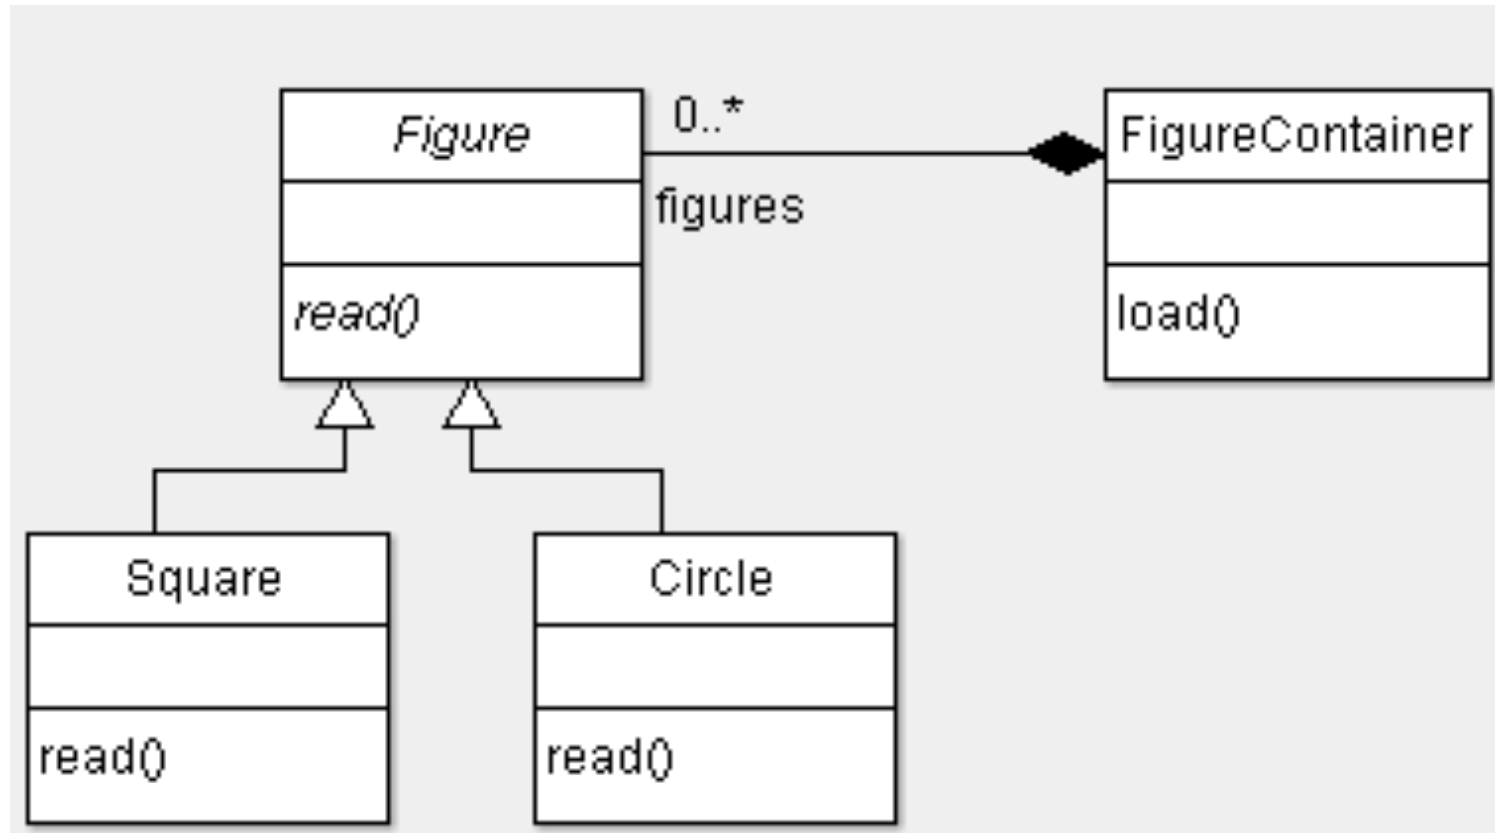 Figure
0..*
FigureContainer
figures
read()
load()
Square
Circle
read()
read()